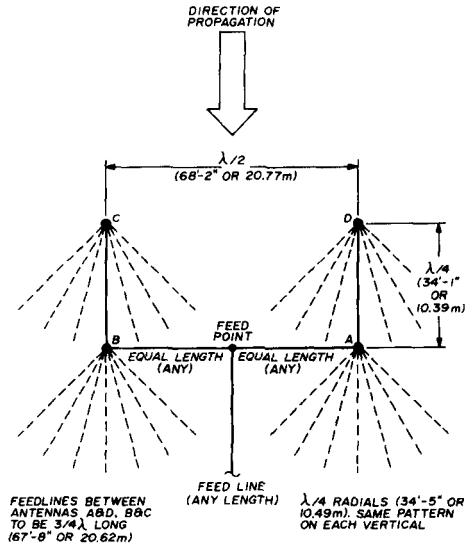 DIRECTION OF
PROPAGATION
λ/2
(68'-2" OR 20.77m)
C
D
λ/4
(34'-1"
OR
10.39m)
FEED
POINT
B
A
EQUAL LENGTH
(ANY)
EQUAL LENGTH
(ANY)
FEED LINE
(ANY LENGTH)
FEEDLINES BETWEEN
ANTENNAS A&D, B&C
TO BE 3/4λ LONG
(67'-8" OR 20.62m)
λ/4 RADIALS (34'-5" OR
10.49m). SAME PATTERN
ON EACH VERTICAL